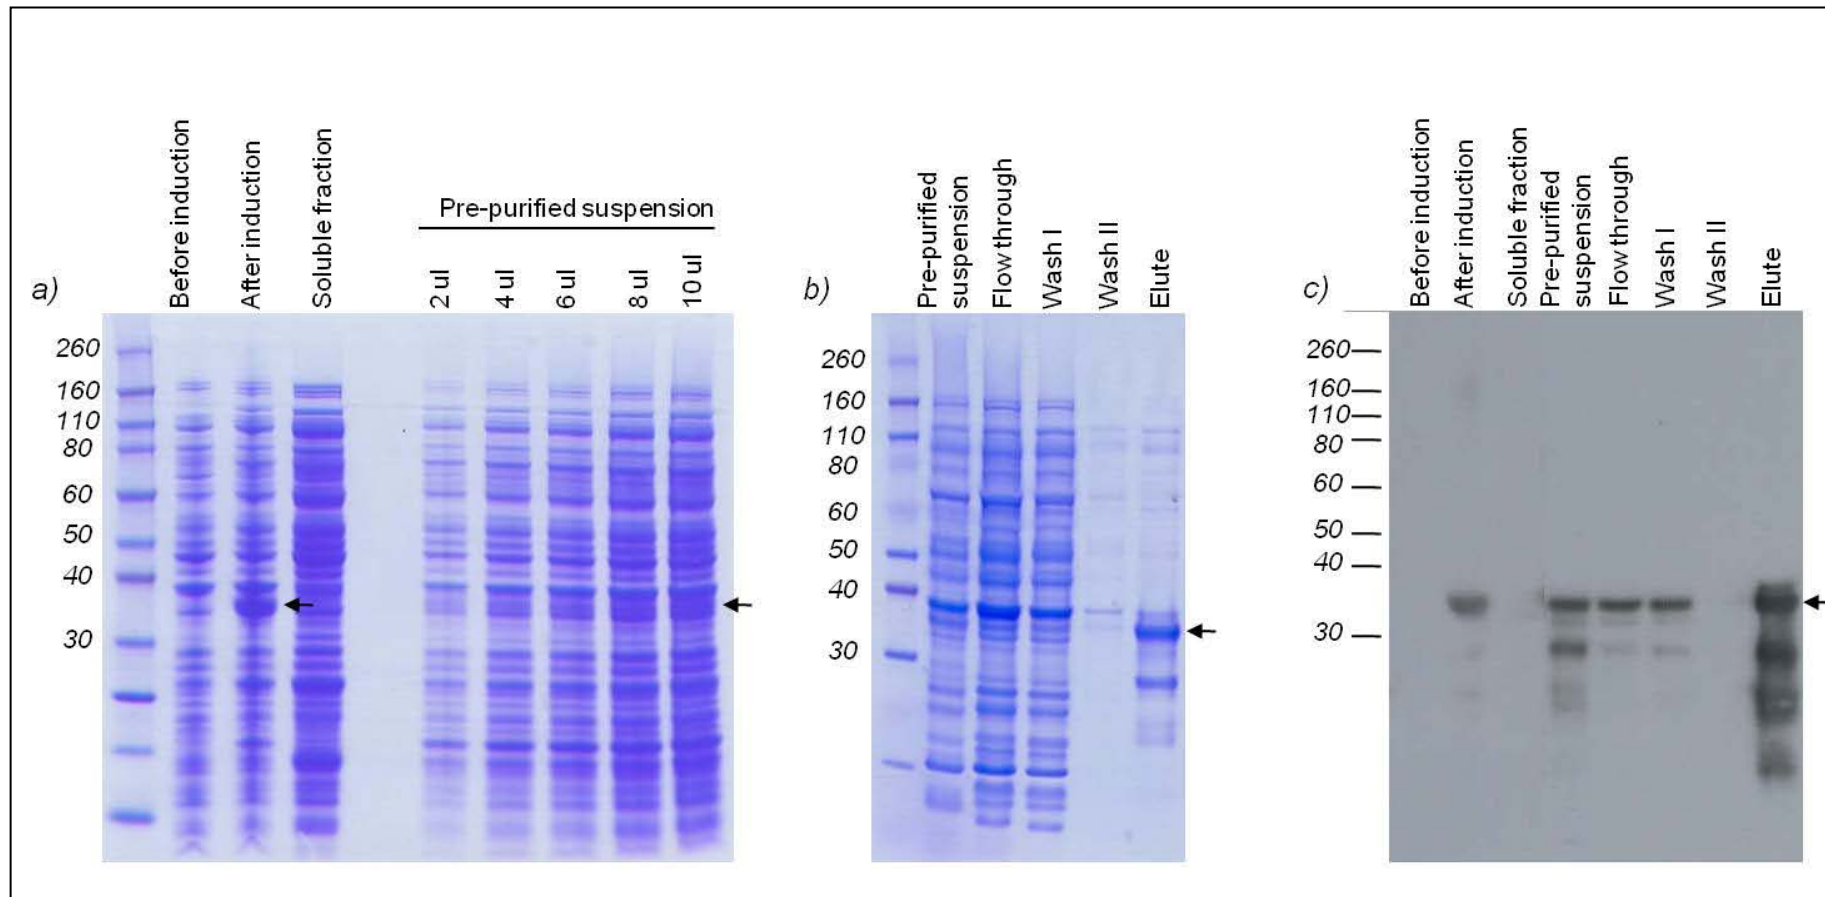 a)
Before induction
After induction
Soluble fraction
Pre-purified suspension
2 ul
4 ul
6 ul
8 ul
10 ul
260
160
110
80
60
50
40
30
b)
Pre-purified
suspension
Flow through
Wash I
Wash II
Elute
260
160
110
80
60
50
40
30
c)
Before induction
After induction
Soluble fraction
Pre-purified
suspension
Flow through
Wash I
Wash II
Elute
260
160
110
80
60
50
40
30